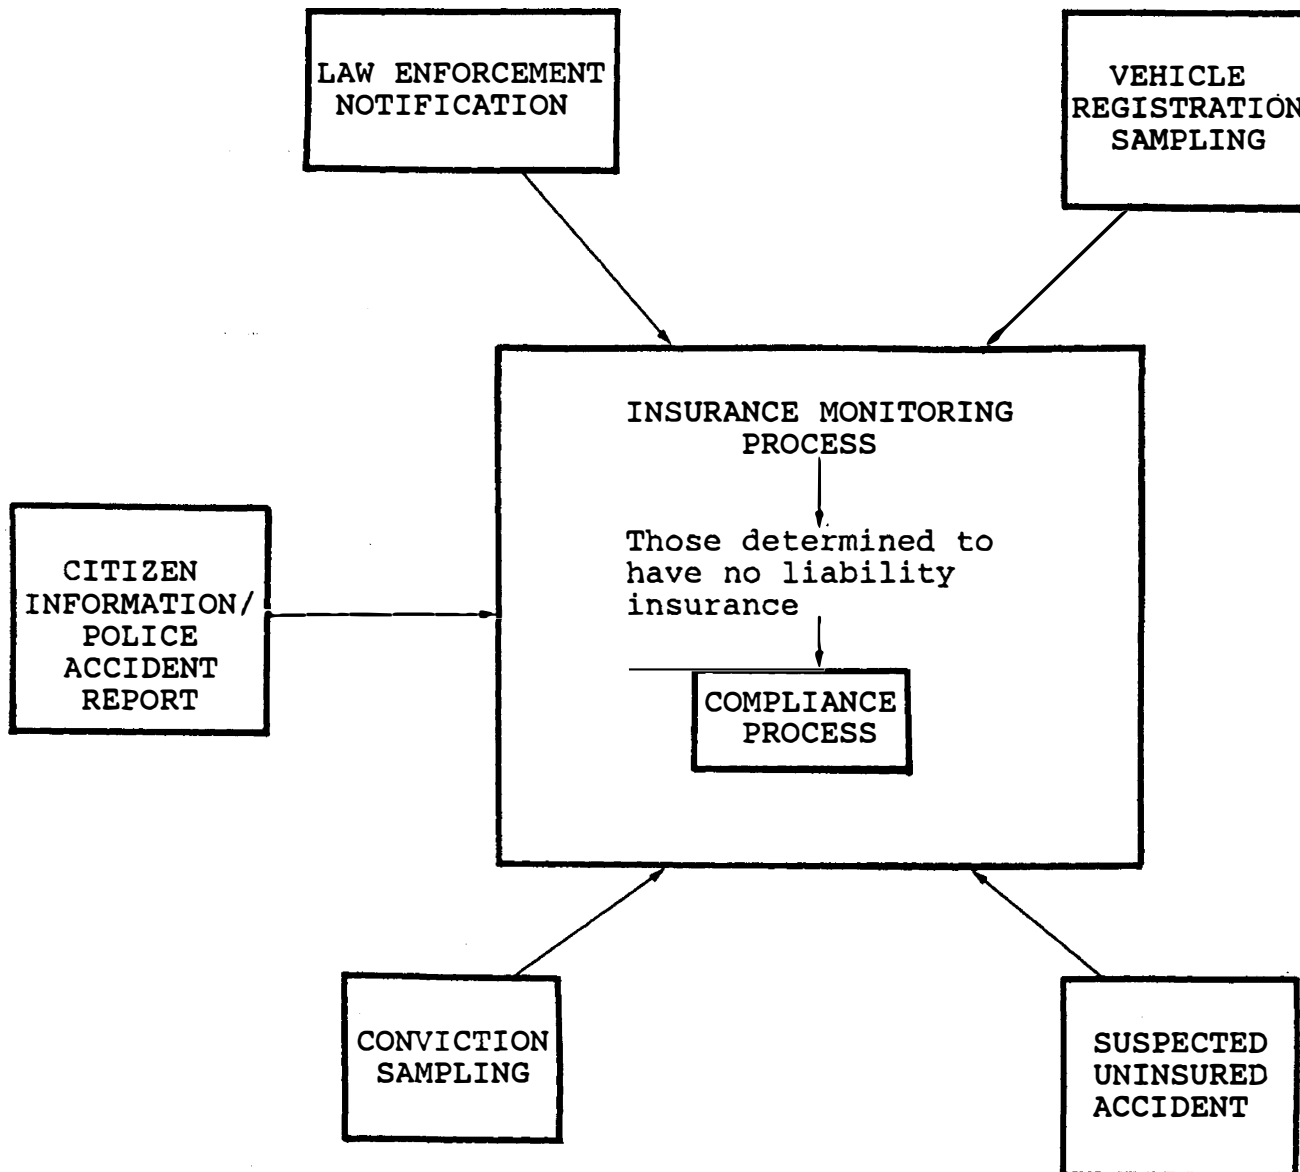 LAW ENFORCEMENT
NOTIFICATION
VEHICLE
REGISTRATION
SAMPLING
INSURANCE MONITORING
PROCESS
Those determined to
have no liability
insurance
COMPLIANCE
PROCESS
CITIZEN
INFORMATION/
POLICE
ACCIDENT
REPORT
CONVICTION
SAMPLING
SUSPECTED
UNINSURED
ACCIDENT